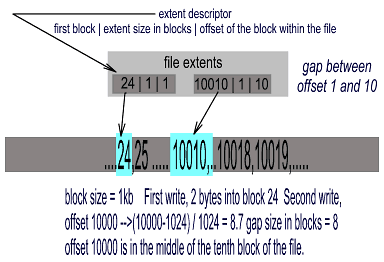 extent descriptor
first block | extent size in blocks | offset of the block within the file
file extents
24 | 1 | 1
10010 | 1 | 10
gap between
offset 1 and 10
....24,25 ..... 10010,..10018,10019,.....
block size = 1kb First write, 2 bytes into block 24 Second write,
offset 10000 -->(10000-1024) / 1024 = 8.7 gap size in blocks = 8
offset 10000 is in the middle of the tenth block of the file.